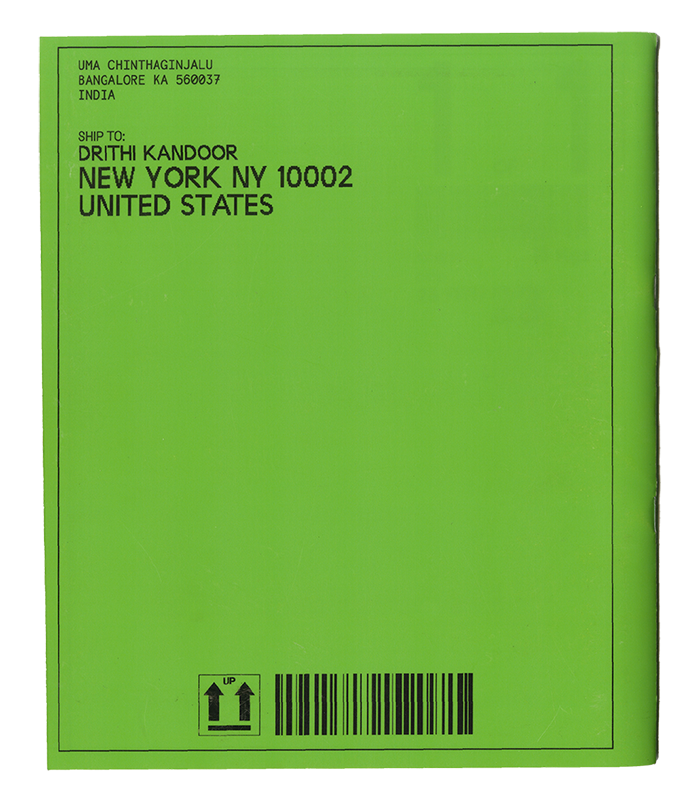 UMA CHINTHAGINJALU
BANGALORE KA 560037
INDIA
SHIP TO:
DRITHI KANDOOR
NEW YORK NY 10002
UNITED STATES
UP